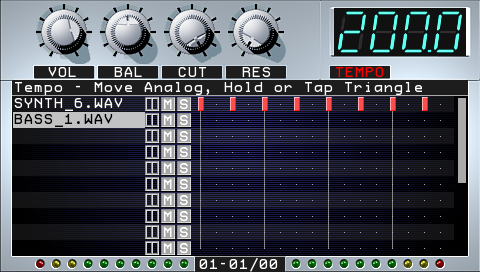 200.0
VOL BAL CUT RES TEMPO
Tempo - Move Analog, Hold or Tap Triangle
SYNTH_6.WAV M S
BASS_1.WAV M S
M S
M S
M S
M S
M S
M S
M S
M S
01-01/00